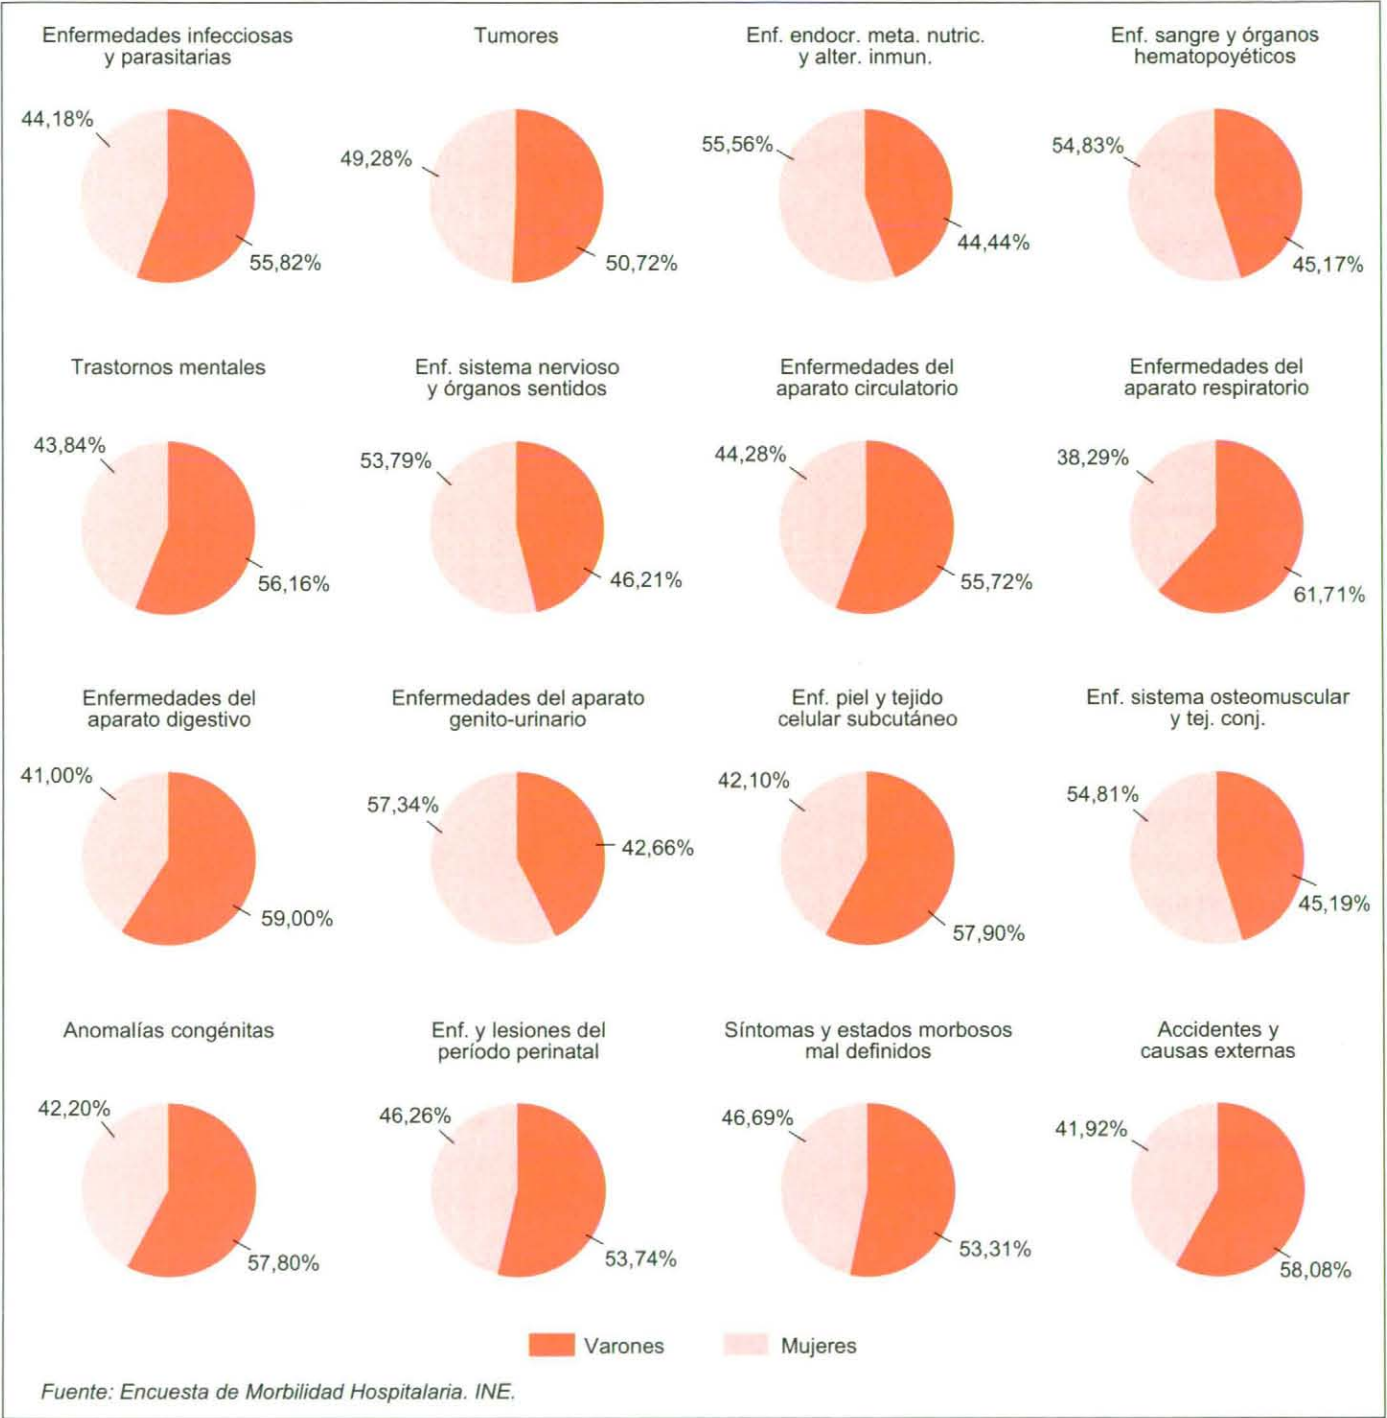 Enfermedades infecciosas
y parasitarias
44,18%
55,82%
Tumores
49,28%
50,72%
Enf. endocr. meta. nutric.
y alter. inmun.
55,56%
44,44%
Enf. sangre y órganos
hematopoyéticos
54,83%
45,17%
Trastornos mentales
43,84%
56,16%
Enf. sistema nervioso
y órganos sentidos
53,79%
46,21%
Enfermedades del
aparato circulatorio
44,28%
55,72%
Enfermedades del
aparato respiratorio
38,29%
61,71%
Enfermedades del
aparato digestivo
41,00%
59,00%
Enfermedades del aparato
genito-urinario
57,34%
42,66%
Enf. piel y tejido
celular subcutáneo
42,10%
57,90%
Enf. sistema osteomuscular
y tej. conj.
54,81%
45,19%
Anomalías congénitas
42,20%
57,80%
Enf. y lesiones del
período perinatal
46,26%
53,74%
Síntomas y estados morbosos
mal definidos
46,69%
53,31%
Accidentes y
causas externas
41,92%
58,08%
Varones
Mujeres
Fuente: Encuesta de Morbilidad Hospitalaria. INE.